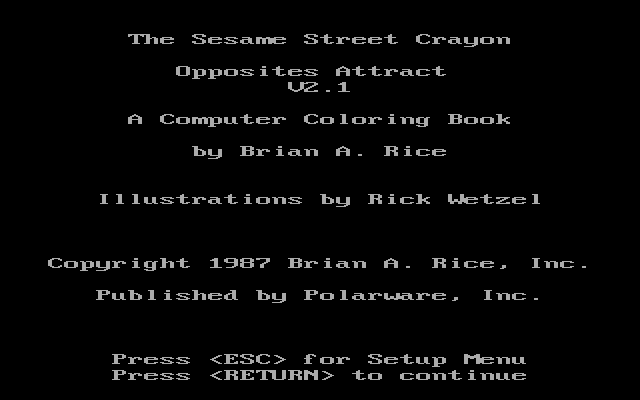 The Sesame Street Crayon
Opposites Attract
V2.1
A Computer Coloring Book
by Brian A. Rice
Illustrations by Rick Wetzel
Copyright 1987 Brian A. Rice, Inc.
Published by Polarware, Inc.
Press <ESC> for Setup Menu
Press <RETURN> to continue